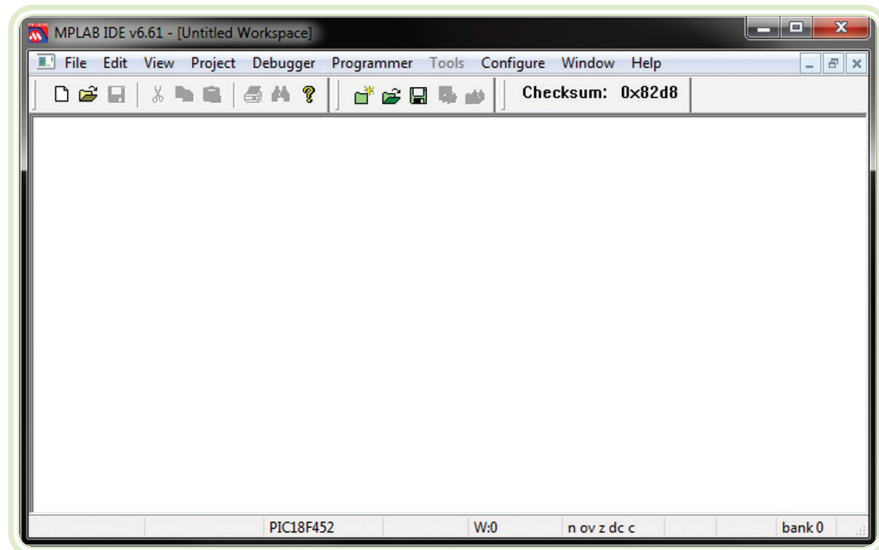 MPLAB IDE v6.61 - [Untitled Workspace]
File Edit View Project Debugger Programmer Tools Configure Window Help
Checksum: 0x82d8
PIC18F452 W:0 n ov z dc c bank 0